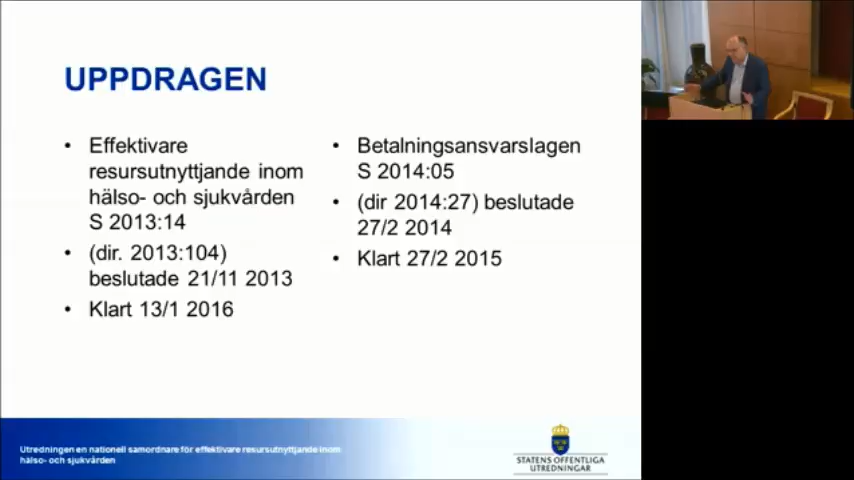 UPPDRAGEN
• Effektivare
resursutnyttjande inom
hälso- och sjukvården
S 2013:14
• (dir. 2013:104)
beslutade 21/11 2013
• Klart 13/1 2016
• Betalningsansvarslagen
S 2014:05
• (dir 2014:27) beslutade
27/2 2014
• Klart 27/2 2015
Utredningen en nationell samordnare för effektivare resursutnyttjande inom
hälso- och sjukvården
STATENS OFFENTLIGA
UTREDNINGAR